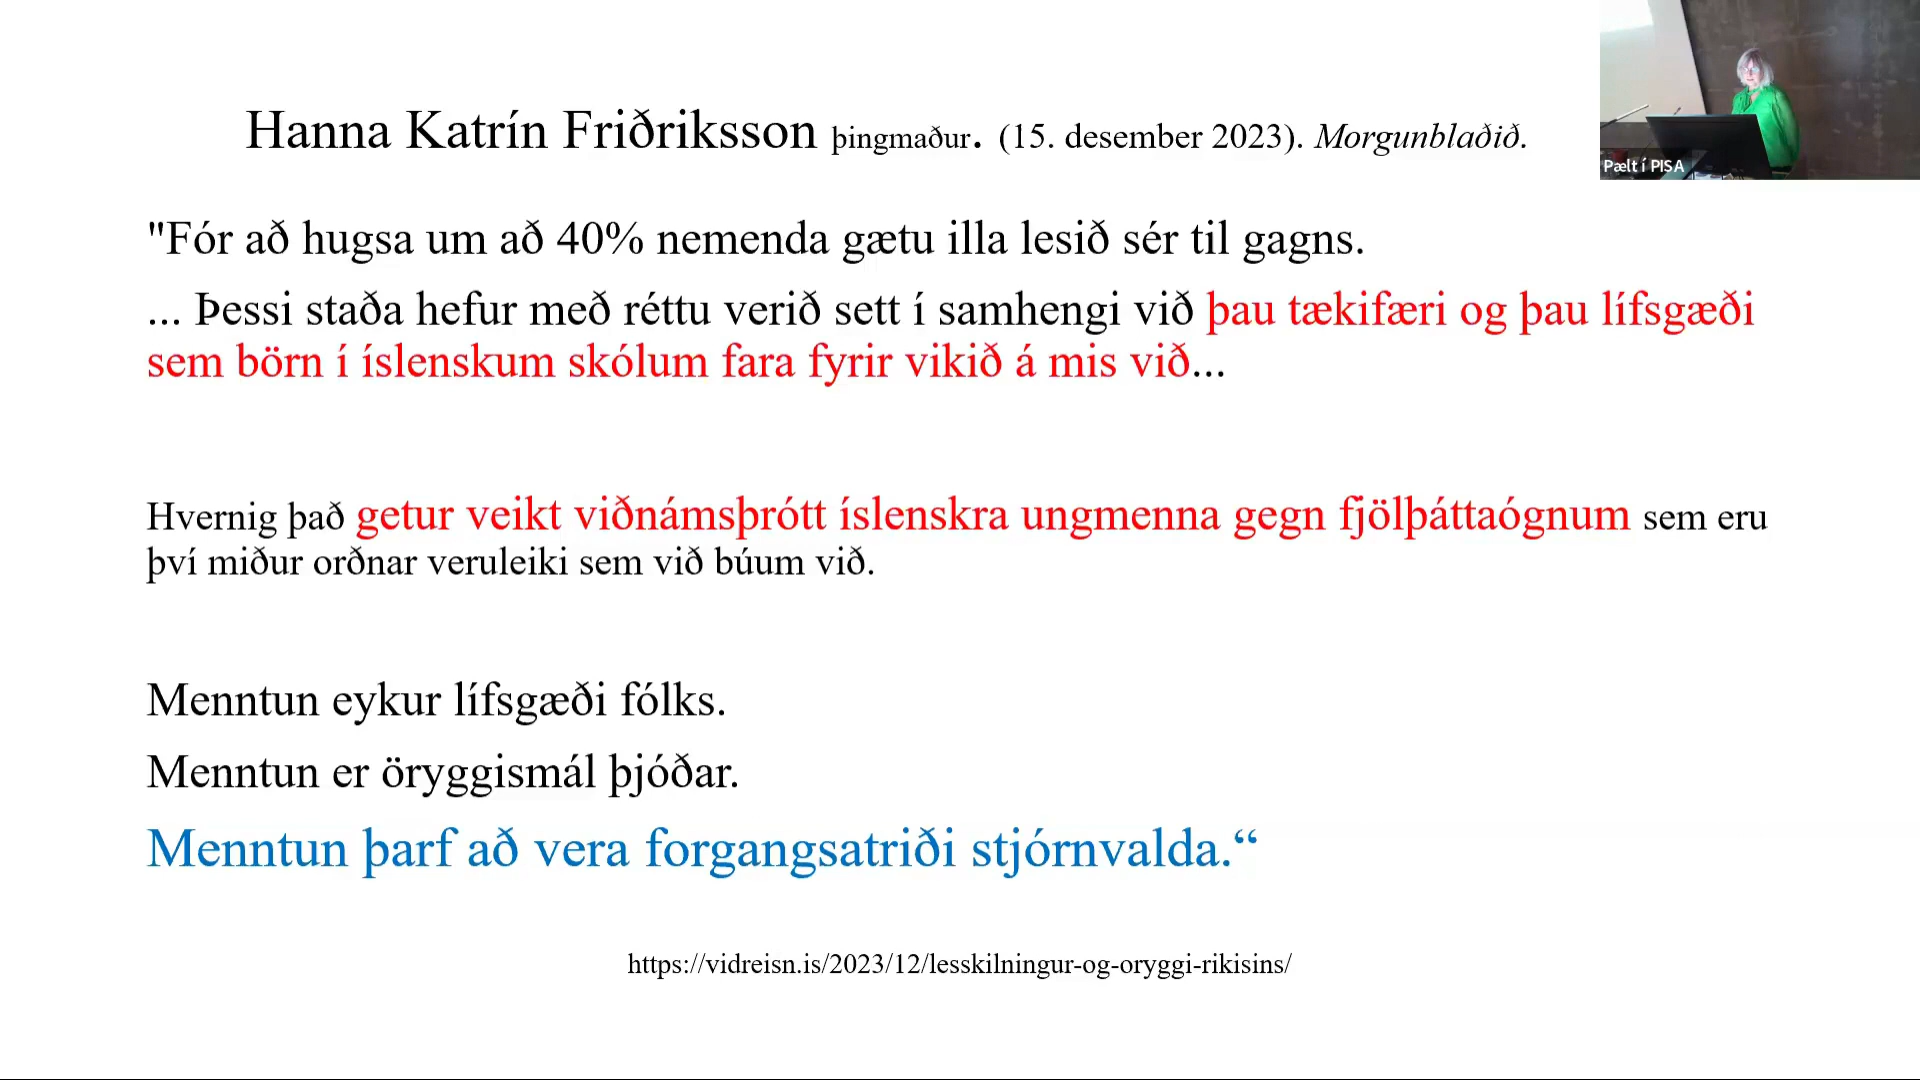 Hanna Katrín Friðriksson þingmaður. (15. desember 2023). Morgunblaðið.
Pælt í PISA
"Fór að hugsa um að 40% nemenda gætu illa lesið sér til gagns.
... Þessi staða hefur með réttu verið sett í samhengi við þau tækifæri og þau lífsgæði
sem börn í íslenskum skólum fara fyrir vikið á mis við...
Hvernig það getur veikt viðnámsþrótt íslenskra ungmenna gegn fjölþáttaógnum sem eru
því miður orðnar veruleiki sem við búum við.
Menntun eykur lífsgæði fólks.
Menntun er öryggismál þjóðar.
Menntun þarf að vera forgangsatriði stjórnvalda.“
https://vidreisn.is/2023/12/lesskilningur-og-oryggi-rikisins/